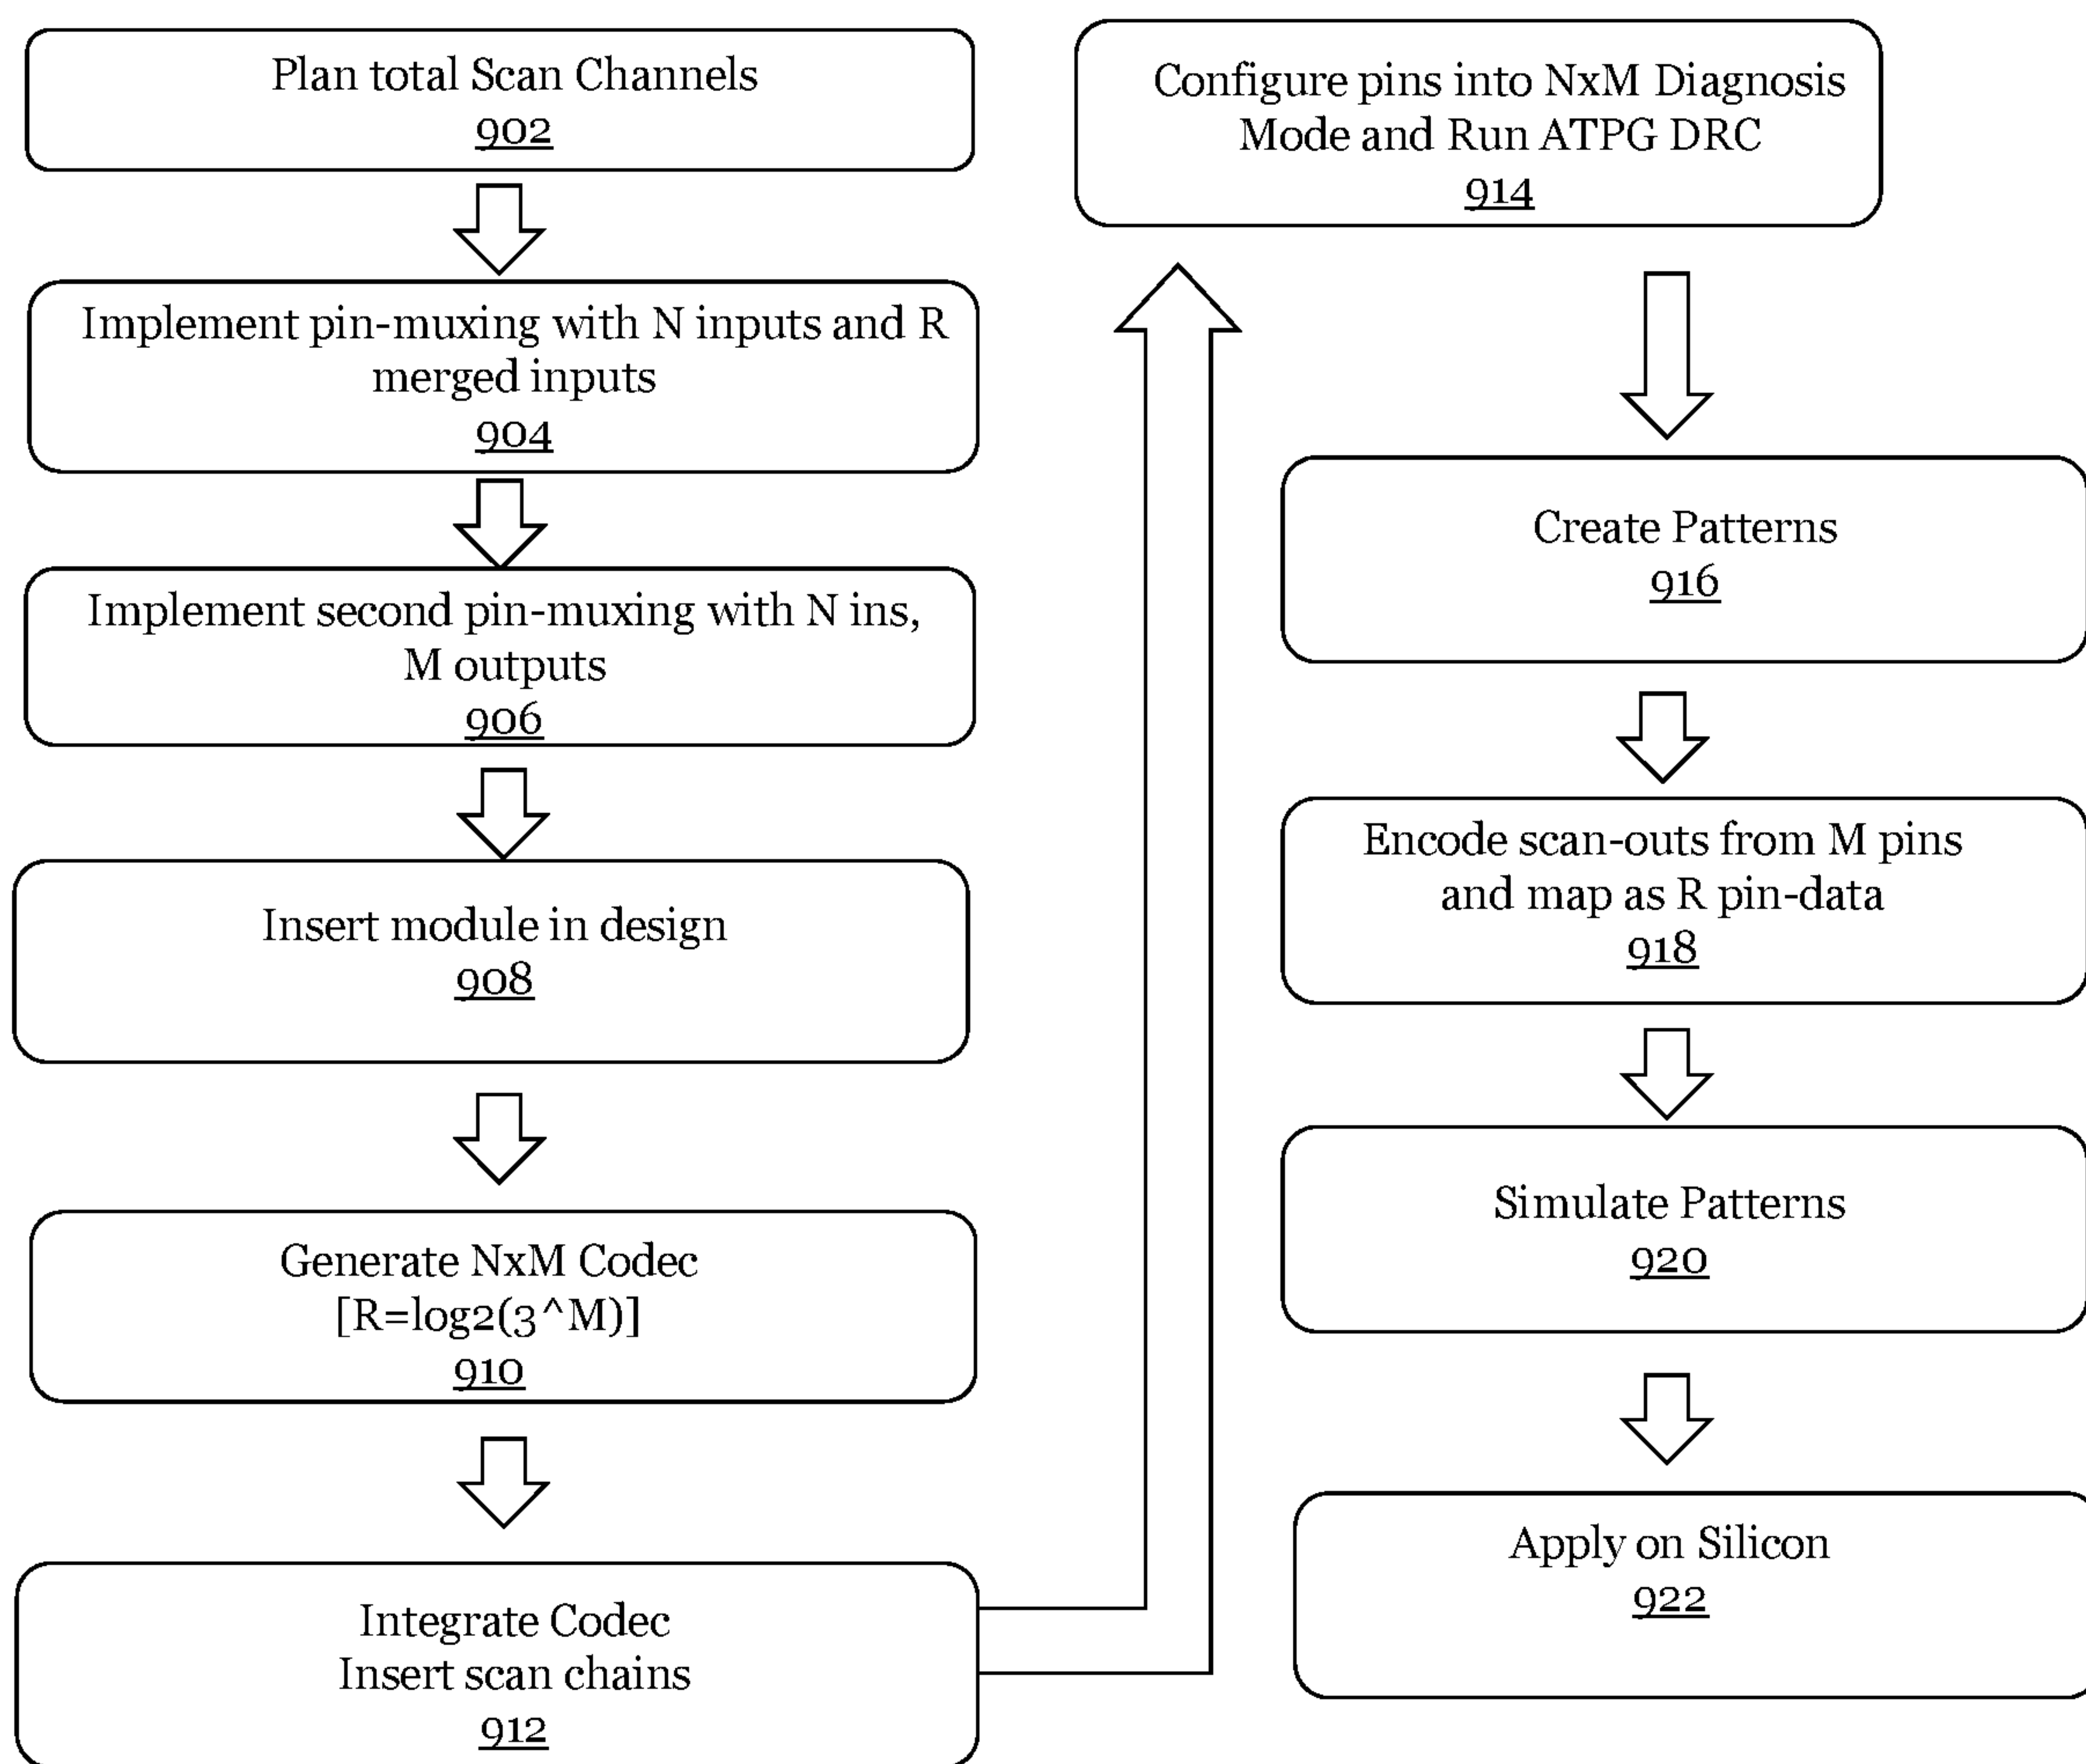 Plan total Scan Channels
902
Implement pin-muxing with N inputs and R
merged inputs
904
Implement second pin-muxing with N ins,
M outputs
906
Insert module in design
908
Generate NxM Codec
[R=log2(3^M)]
910
Integrate Codec
Insert scan chains
912
Configure pins into NxM Diagnosis
Mode and Run ATPG DRC
914
Create Patterns
916
Encode scan-outs from M pins
and map as R pin-data
918
Simulate Patterns
920
Apply on Silicon
922